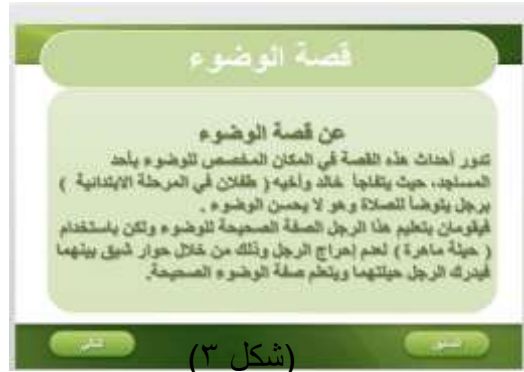 قصة الوضوء
عن قصة الوضوء
تدور أحداث هذه القصة في المكان المخصص للوضوء بأحد
المساجد، حيث يتفاجأ خالد وأخيه ( طفلان في المرحلة الابتدائية )
برجل يتوضأ للصلاة وهو لا يحسن الوضوء .
فيقومان بتعليم هذا الرجل الصفة الصحيحة للوضوء ولكن باستخدام
( حيلة ماهرة ) لعدم إحراج الرجل وذلك من خلال حوار شيق بينهما
فيدرك الرجل حيلتهما ويتعلم صفة الوضوء الصحيحة.
(شكل ٣)